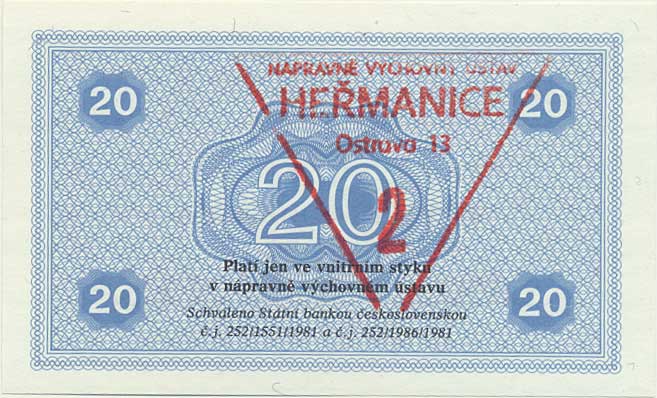 20
20
NÁPRAVNĚ VÝCHOVNÝ ÚSTAV
HEŘMANICE
Ostrava 13
20
2
Platí jen ve vnitřním styku
v nápravně výchovném ústavu
20
20
Schváleno Státní bankou československou
č.j. 252/1551/1981 a č.j. 252/1986/1981